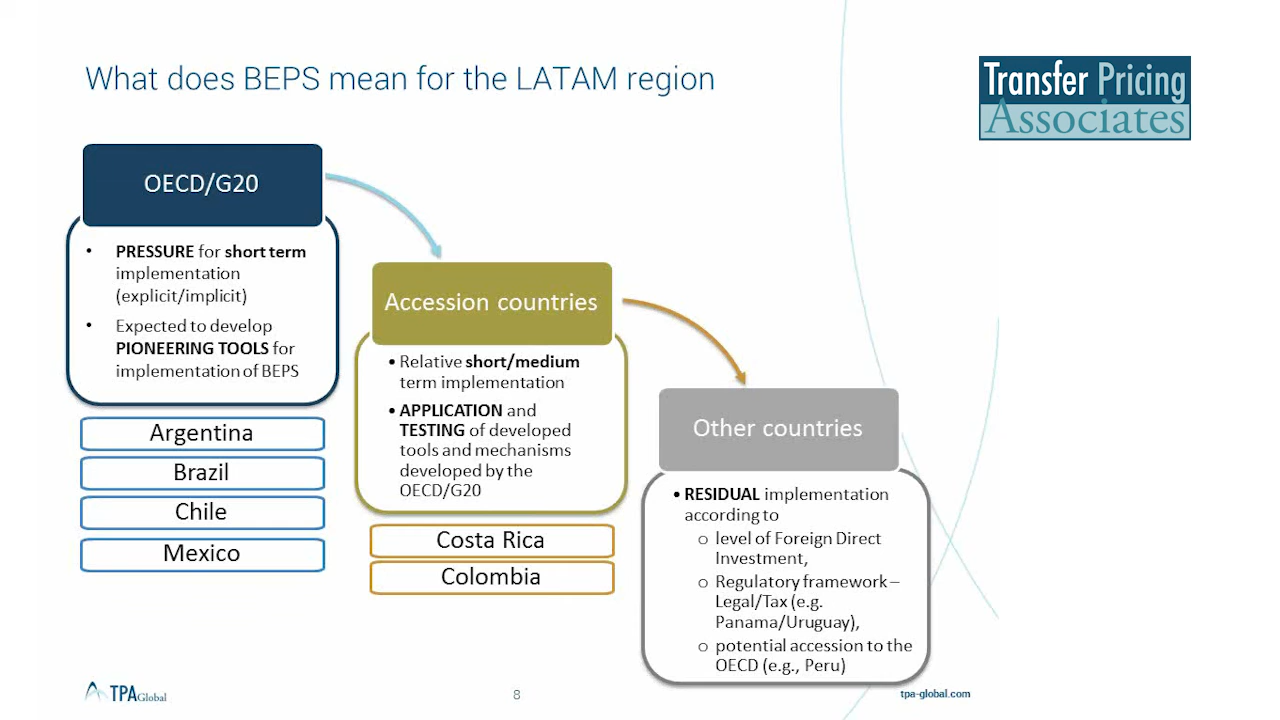 What does BEPS mean for the LATAM region
Transfer Pricing
Associates
OECD/G20
• PRESSURE for short term
implementation
(explicit/implicit)
• Expected to develop
PIONEERING TOOLS for
implementation of BEPS
Argentina
Brazil
Chile
Mexico
Accession countries
• Relative short/medium
term implementation
• APPLICATION and
TESTING of developed
tools and mechanisms
developed by the
OECD/G20
Costa Rica
Colombia
Other countries
• RESIDUAL implementation
according to
o level of Foreign Direct
Investment,
o Regulatory framework –
Legal/Tax (e.g.
Panama/Uruguay),
o potential accession to the
OECD (e.g., Peru)
TPA Global
8
tpa-global.com